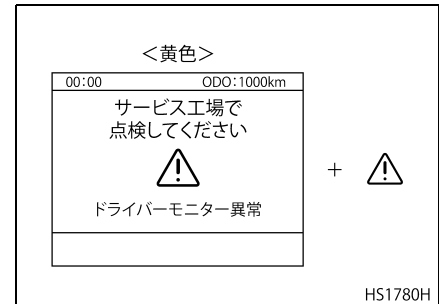 ＜黄色＞
00:00 ODO:1000km
サービス工場で
点検してください
ドライバーモニター異常
+
HS1780H